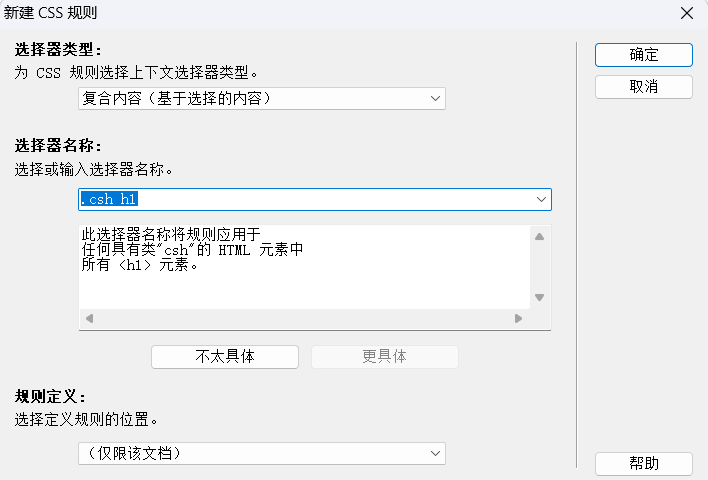 新建 CSS 规则
选择器类型：
为 CSS 规则选择上下文选择器类型。
复合内容（基于选择的内容）
选择器名称：
选择或输入选择器名称。
.csh h1
此选择器名称将规则应用于
任何具有类"csh"的 HTML 元素中
所有 <h1> 元素。
不太具体
更具体
规则定义：
选择定义规则的位置。
（仅限该文档）
确定
取消
帮助